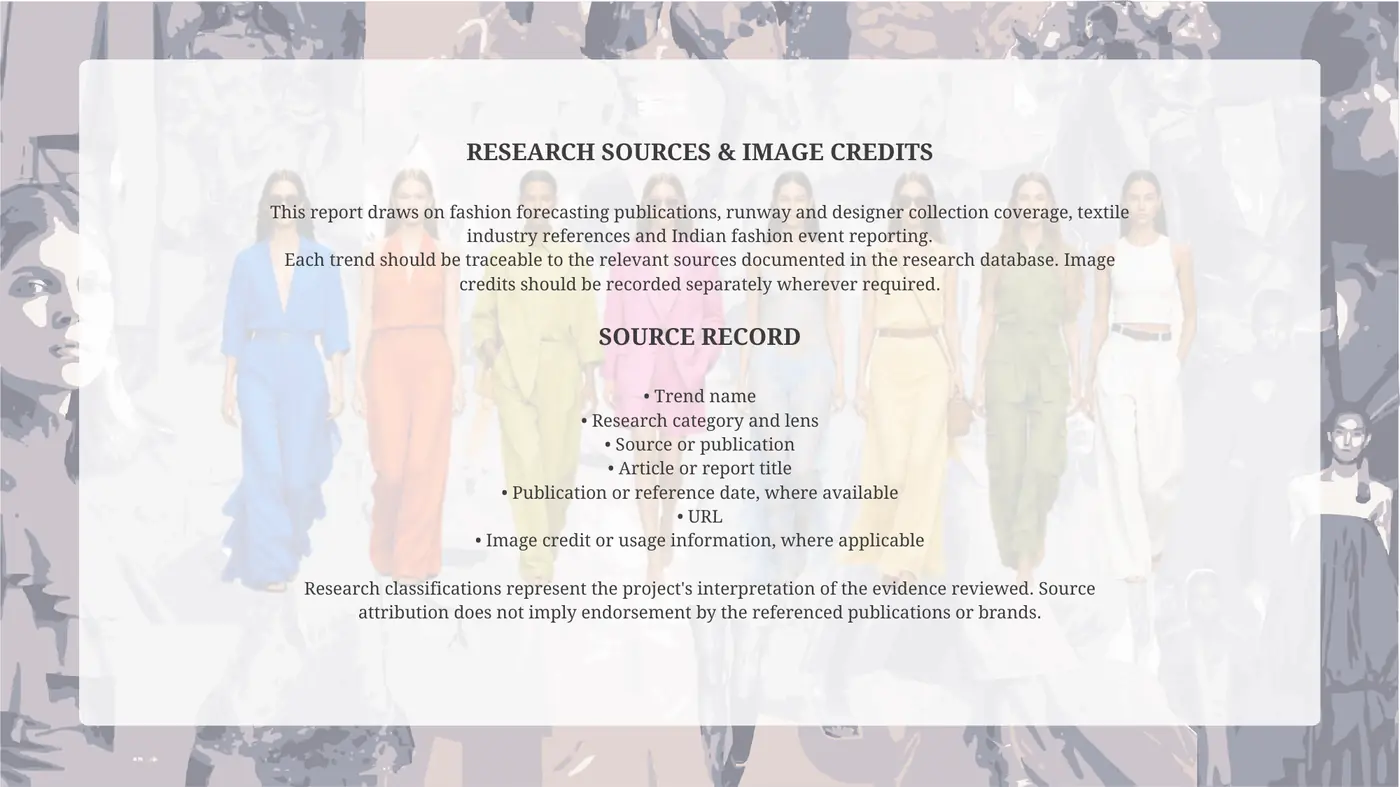 RESEARCH SOURCES & IMAGE CREDITS
This report draws on fashion forecasting publications, runway and designer collection coverage, textile
industry references and Indian fashion event reporting.
Each trend should be traceable to the relevant sources documented in the research database. Image
credits should be recorded separately wherever required.
SOURCE RECORD
• Trend name
• Research category and lens
• Source or publication
• Article or report title
• Publication or reference date, where available
• URL
• Image credit or usage information, where applicable
Research classifications represent the project's interpretation of the evidence reviewed. Source
attribution does not imply endorsement by the referenced publications or brands.